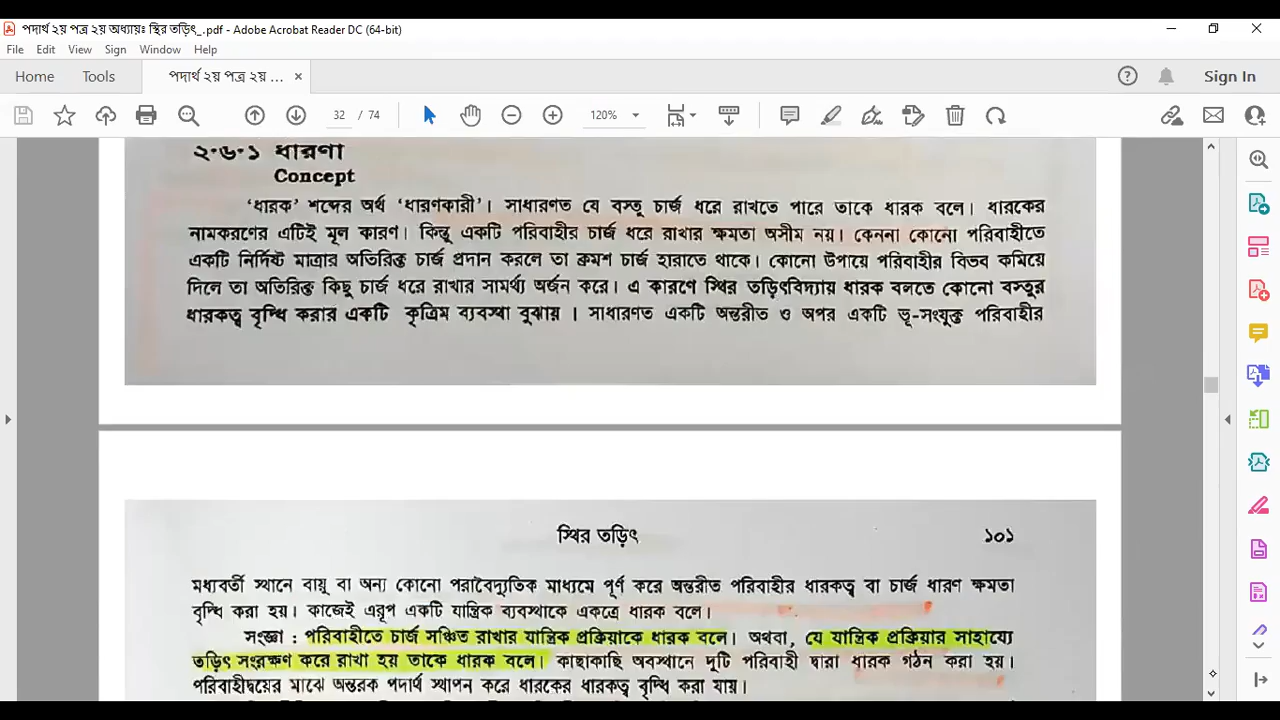 পদার্থ ২য় পত্র ২য় অধ্যায়ঃ স্থির তড়িৎ_.pdf - Adobe Acrobat Reader DC (64-bit)
File Edit View Sign Window Help
Home Tools পদার্থ ২য় পত্র ২য় ... × Sign In
32 / 74 120%
২·৬·১ ধারণা
Concept
‘ধারক’ শব্দের অর্থ ‘ধারণকারী’। সাধারণত যে বস্তু চার্জ ধরে রাখতে পারে তাকে ধারক বলে। ধারকের
নামকরণের এটিই মূল কারণ। কিন্তু একটি পরিবাহীর চার্জ ধরে রাখার ক্ষমতা অসীম নয়। কেননা কোনো পরিবাহীতে
একটি নির্দিষ্ট মাত্রার অতিরিক্ত চার্জ প্রদান করলে তা ক্রমশ চার্জ হারাতে থাকে। কোনো উপায়ে পরিবাহীর বিভব কমিয়ে
দিলে তা অতিরিক্ত কিছু চার্জ ধরে রাখার সামর্থ্য অর্জন করে। এ কারণে স্থির তড়িৎবিদ্যায় ধারক বলতে কোনো বস্তুর
ধারকত্ব বৃদ্ধি করার একটি কৃত্রিম ব্যবস্থা বুঝায়। সাধারণত একটি অন্তরীত ও অপর একটি ভূ-সংযুক্ত পরিবাহীর
স্থির তড়িৎ ১০১
মধ্যবর্তী স্থানে বায়ু বা অন্য কোনো পরাবৈদ্যুতিক মাধ্যমে পূর্ণ করে অন্তরীত পরিবাহীর ধারকত্ব বা চার্জ ধারণ ক্ষমতা
বৃদ্ধি করা হয়। কাজেই এরূপ একটি যান্ত্রিক ব্যবস্থাকে একত্রে ধারক বলে।
সংজ্ঞা : পরিবাহীতে চার্জ সঞ্চিত রাখার যান্ত্রিক প্রক্রিয়াকে ধারক বলে। অথবা, যে যান্ত্রিক প্রক্রিয়ার সাহায্যে
তড়িৎ সংরক্ষণ করে রাখা হয় তাকে ধারক বলে। কাছাকাছি অবস্থানে দুটি পরিবাহী দ্বারা ধারক গঠন করা হয়।
পরিবাহীদ্বয়ের মাঝে অন্তরক পদার্থ স্থাপন করে ধারকের ধারকত্ব বৃদ্ধি করা যায়।